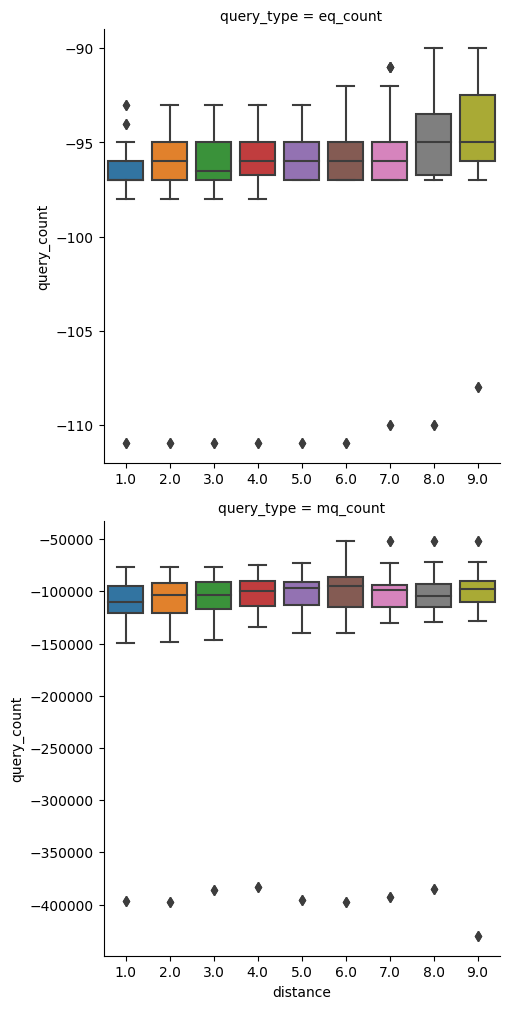 query_type = eq_count
−90
−95
−100
−105
−110
query_count
1.0 2.0 3.0 4.0 5.0 6.0 7.0 8.0 9.0
query_type = mq_count
−50000
−100000
−150000
−200000
−250000
−300000
−350000
−400000
query_count
1.0 2.0 3.0 4.0 5.0 6.0 7.0 8.0 9.0
distance